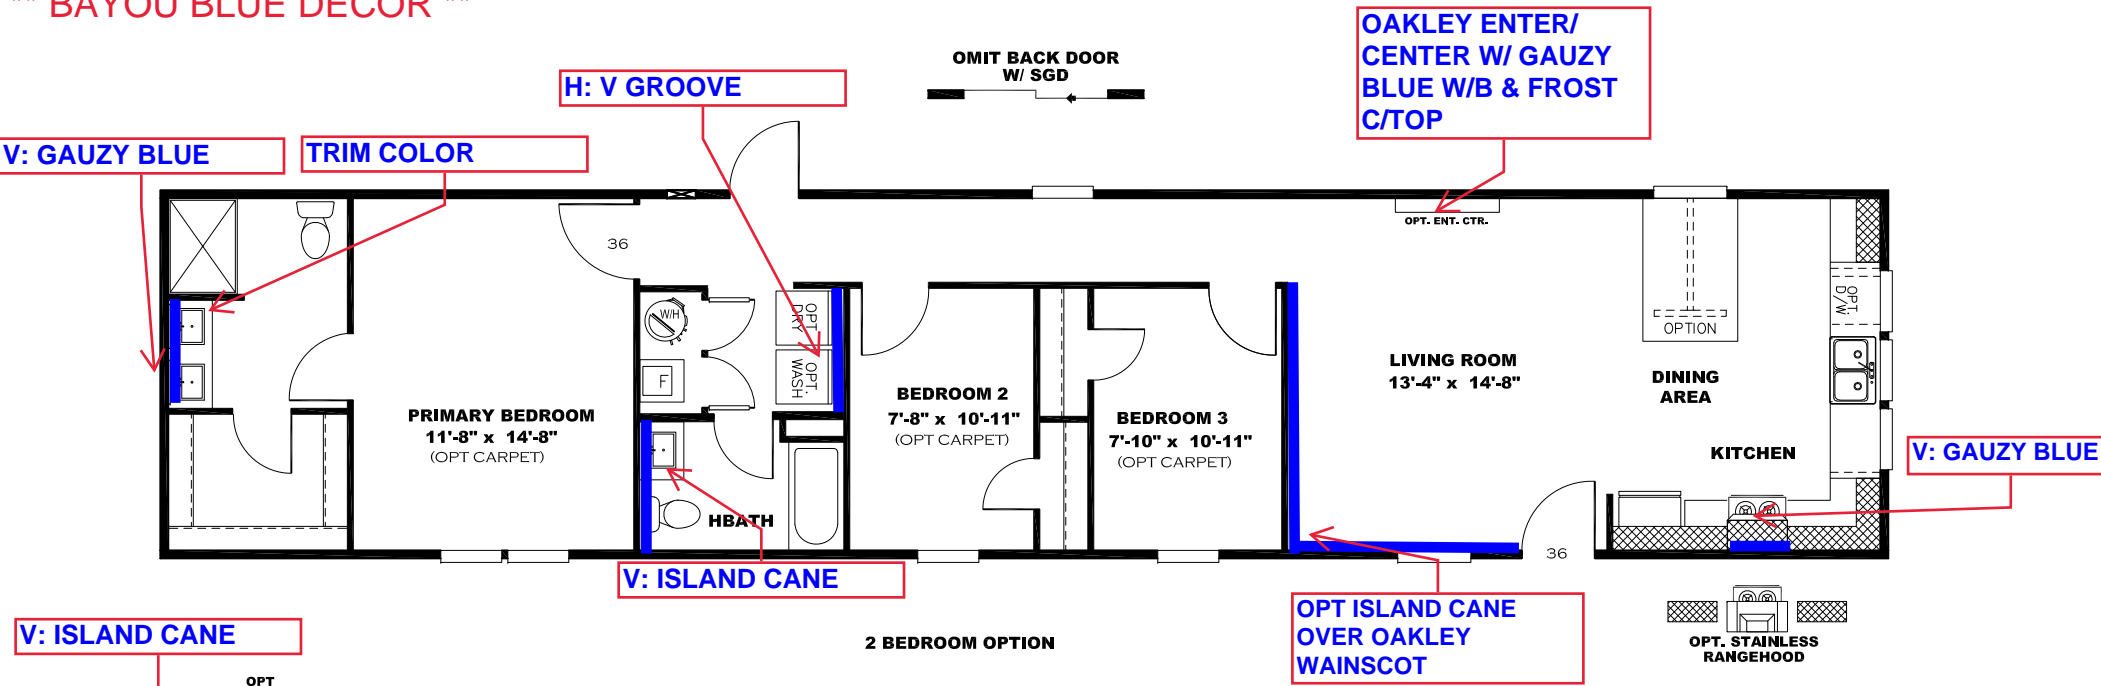 ** BAYOU BLUE DECOR **
OAKLEY ENTER/
CENTER W/ GAUZY
BLUE W/B & FROST
C/TOP
OMIT BACK DOOR
W/ SGD
H: V GROOVE
V: GAUZY BLUE
TRIM COLOR
OPT. ENT. CTR.
36
W/H
OPT.
DRY
OPT.
WASH
F
OPT.
D/W
OPTION
LIVING ROOM
13'-4" x 14'-8"
DINING
AREA
BEDROOM 2
7'-8" x 10'-11"
(OPT CARPET)
PRIMARY BEDROOM
11'-8" x 14'-8"
(OPT CARPET)
BEDROOM 3
7'-10" x 10'-11"
(OPT CARPET)
KITCHEN
V: GAUZY BLUE
HBATH
36
V: ISLAND CANE
OPT ISLAND CANE
OVER OAKLEY
WAINSCOT
V: ISLAND CANE
2 BEDROOM OPTION
OPT. STAINLESS
RANGEHOOD
OPT